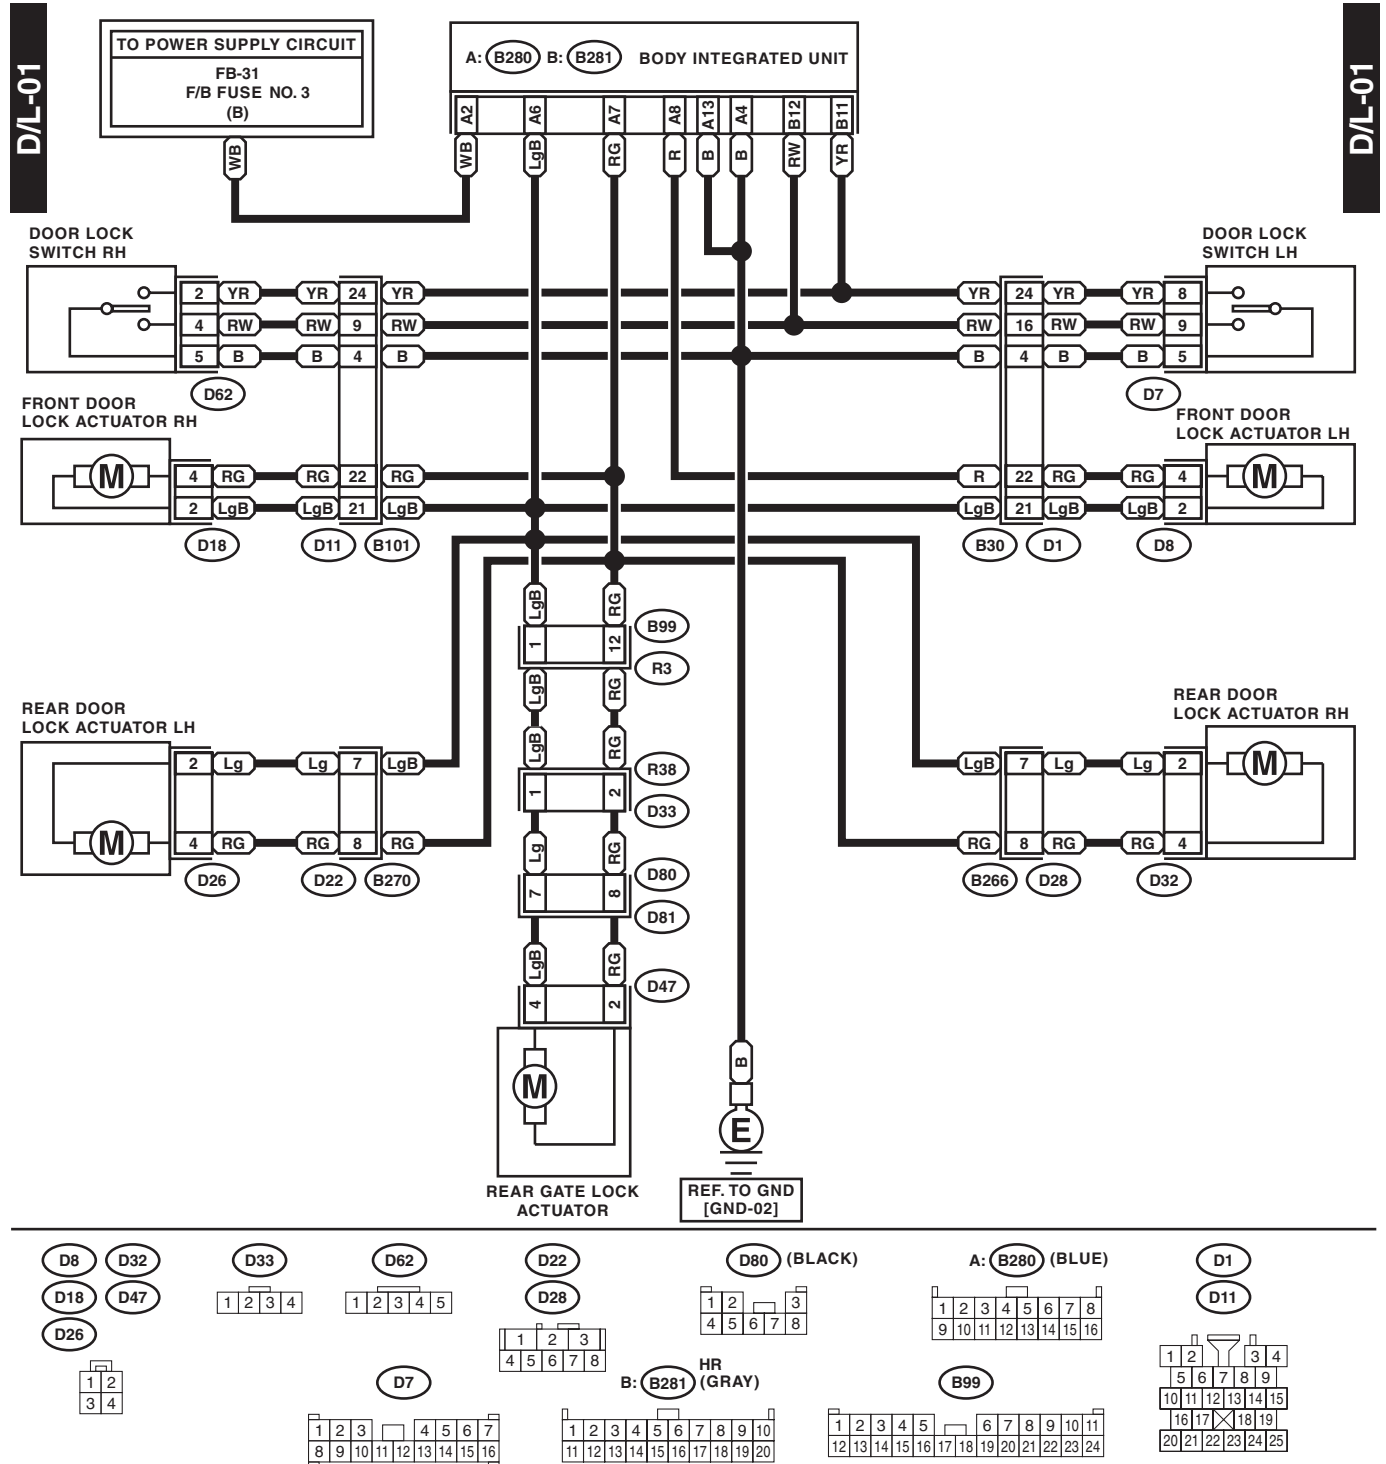 D/L-01
D/L-01
TO POWER SUPPLY CIRCUIT
FB-31
F/B FUSE NO. 3
(B)
WB
A: B280 B: B281 BODY INTEGRATED UNIT
A2 A6 A7 A8 A13 A4 B12 B11
WB LgB RG R B B RW YR
DOOR LOCK
SWITCH RH
2 YR YR 24 YR
4 RW RW 9 RW
5 B B 4 B
D62
DOOR LOCK
SWITCH LH
YR 24 YR YR 8
RW 16 RW RW 9
B 4 B B 5
D7
FRONT DOOR
LOCK ACTUATOR RH
M
4 RG RG 22 RG
2 LgB LgB 21 LgB
D18 D11 B101
FRONT DOOR
LOCK ACTUATOR LH
R 22 RG RG 4
M
LgB 21 LgB LgB 2
B30 D1 D8
LgB RG
1 12
B99
R3
LgB RG
LgB RG
1 2
R38
D33
Lg RG
7 8
D80
D81
LgB RG
4 2
D47
M
REAR GATE LOCK
ACTUATOR
REAR DOOR
LOCK ACTUATOR LH
2 Lg Lg 7 LgB
M
4 RG RG 8 RG
D26 D22 B270
REAR DOOR
LOCK ACTUATOR RH
LgB 7 Lg Lg 2
M
RG 8 RG RG 4
B266 D28 D32
B
E
REF. TO GND
[GND-02]
D8 D32
D18 D47
D26
1 2
3 4
D33
1 2 3 4
D62
1 2 3 4 5
D22
D28
1 2 3
4 5 6 7 8
D80 (BLACK)
1 2 3
4 5 6 7 8
A: B280 (BLUE)
1 2 3 4 5 6 7 8
9 10 11 12 13 14 15 16
D1
D11
1 2 3 4
5 6 7 8 9
10 11 12 13 14 15
16 17 18 19
20 21 22 23 24 25
D7
1 2 3 4 5 6 7
8 9 10 11 12 13 14 15 16
HR
B: B281 (GRAY)
1 2 3 4 5 6 7 8 9 10
11 12 13 14 15 16 17 18 19 20
B99
1 2 3 4 5 6 7 8 9 10 11
12 13 14 15 16 17 18 19 20 21 22 23 24